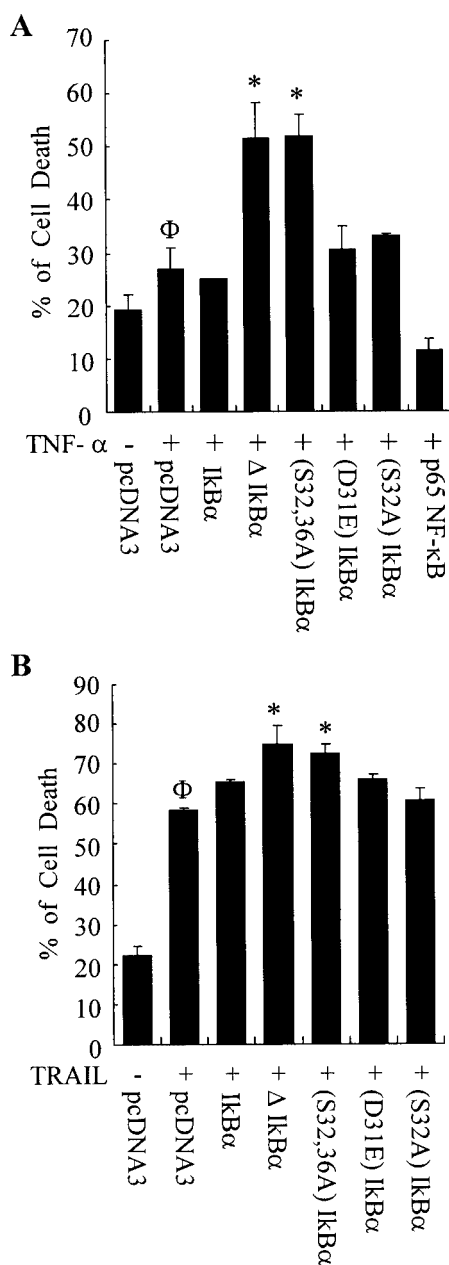 A
70
60
50
40
30
20
10
0
% of Cell Death
Φ
*
*
TNF- α
- pcDNA3
+ pcDNA3
+ IkBα
+ Δ IkBα
+ (S32,36A) IkBα
+ (D31E) IkBα
+ (S32A) IkBα
+ p65 NF-κB
B
90
80
70
60
50
40
30
20
10
0
% of Cell Death
Φ
*
*
TRAIL
- pcDNA3
+ pcDNA3
+ IkBα
+ Δ IkBα
+ (S32,36A) IkBα
+ (D31E) IkBα
+ (S32A) IkBα